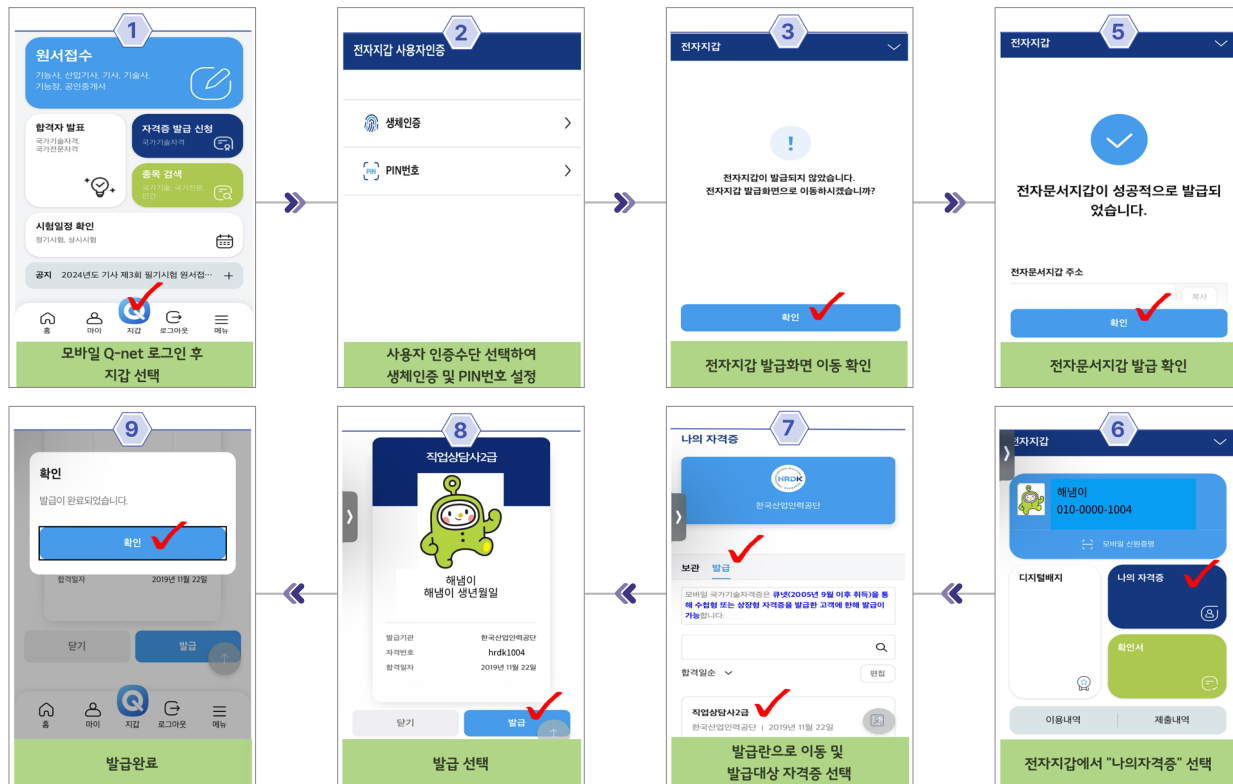 1
원서접수
기능사, 산업기사, 기사, 기술사,
기능장, 공인중개사
합격자 발표
국가기술자격,
국가전문자격
자격증 발급 신청
국가기술자격
종목 검색
국가기술, 국가전문,
민간
시험일정 확인
정기시험, 상시시험
공지 2024년도 기사 제3회 필기시험 원서접… +
홈 마이 지갑 로그아웃 메뉴
모바일 Q-net 로그인 후
지갑 선택
2
전자지갑 사용자인증
생체인증
PIN PIN번호
사용자 인증수단 선택하여
생체인증 및 PIN번호 설정
3
전자지갑
!
전자지갑이 발급되지 않았습니다.
전자지갑 발급화면으로 이동하시겠습니까?
확인
전자지갑 발급화면 이동 확인
5
전자지갑
전자문서지갑이 성공적으로 발급되
었습니다.
전자문서지갑 주소
복사
확인
전자문서지갑 발급 확인
9
확인
발급이 완료되었습니다.
확인
합격일자 2019년 11월 22일
닫기 발급
홈 마이 지갑 로그아웃 메뉴
발급완료
8
직업상담사2급
해냄이
해냄이 생년월일
발급기관 한국산업인력공단
자격번호 hrdk1004
합격일자 2019년 11월 22일
닫기 발급
발급 선택
7
나의 자격증
HRDK
한국산업인력공단
보관 발급
모바일 국가기술자격증은 큐넷(2005년 9월 이후 취득)을 통
해 수첩형 또는 상장형 자격증을 발급한 고객에 한해 발급이
가능합니다.
합격일순 편집
직업상담사2급
한국산업인력공단 | 2019년 11월 22일
발급란으로 이동 및
발급대상 자격증 선택
6
전자지갑
해냄이
010-0000-1004
모바일 신원증명
디지털배지
나의 자격증
확인서
이용내역 제출내역
전자지갑에서 "나의자격증" 선택